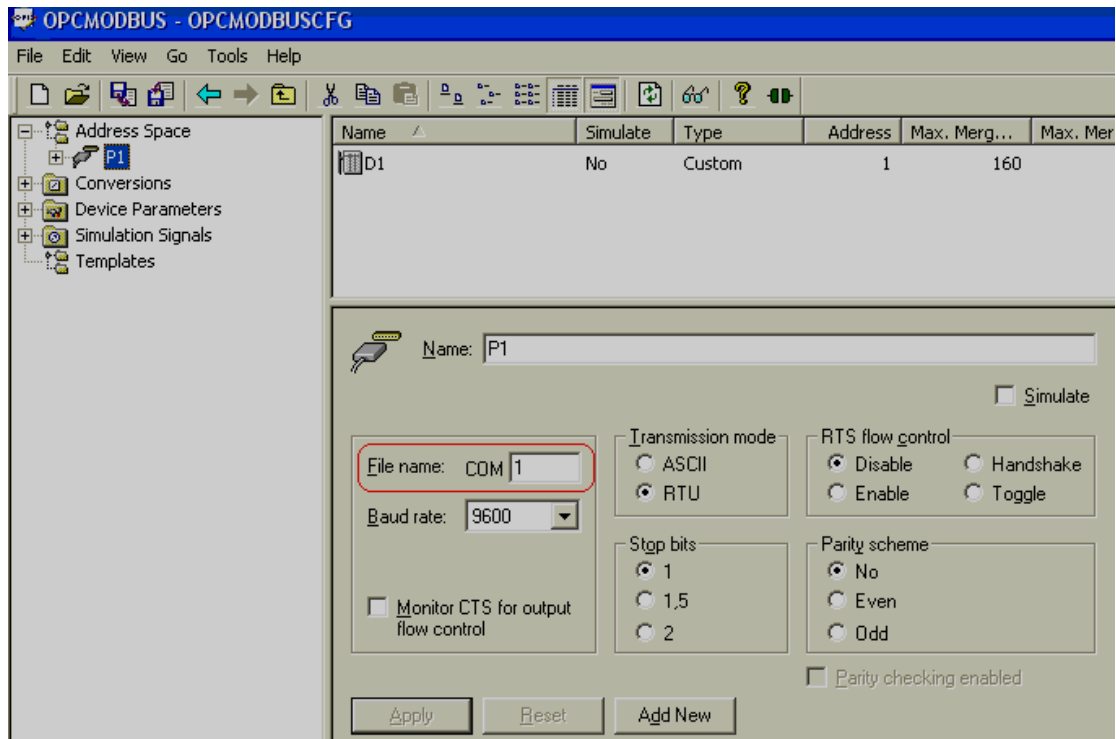 OPCMODBUS - OPCMODBUSCFG
File Edit View Go Tools Help
Address Space
P1
Conversions
Device Parameters
Simulation Signals
Templates
Name Simulate Type Address Max. Merg... Max. Mer
D1 No Custom 1 160
Name: P1
Simulate
File name: COM 1
Baud rate: 9600
Monitor CTS for output
flow control
Transmission mode
ASCII
RTU
RTS flow control
Disable Handshake
Enable Toggle
Stop bits
1
1,5
2
Parity scheme
No
Even
Odd
Parity checking enabled
Apply Reset Add New